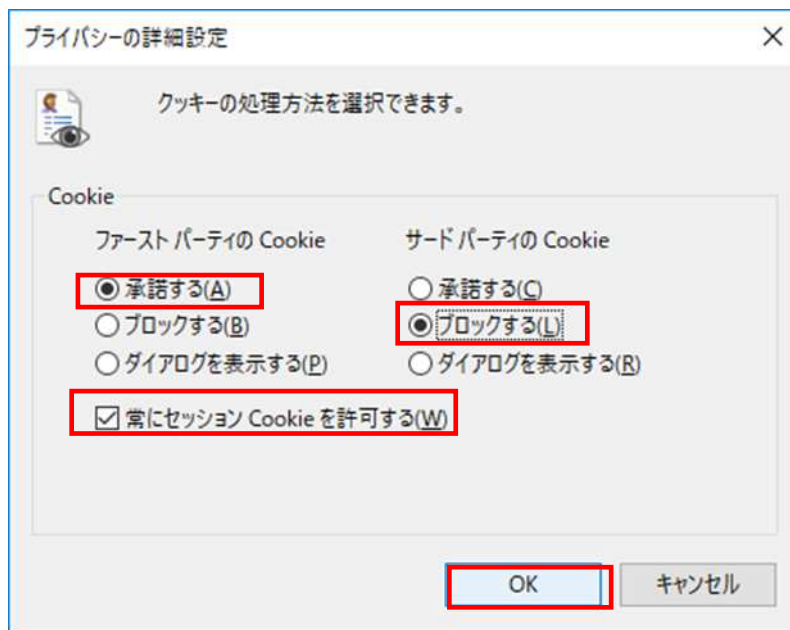 プライバシーの詳細設定
クッキーの処理方法を選択できます。
Cookie
ファースト パーティの Cookie
承諾する(A)
ブロックする(B)
ダイアログを表示する(P)
サード パーティの Cookie
承諾する(C)
ブロックする(L)
ダイアログを表示する(R)
常にセッション Cookie を許可する(W)
OK
キャンセル